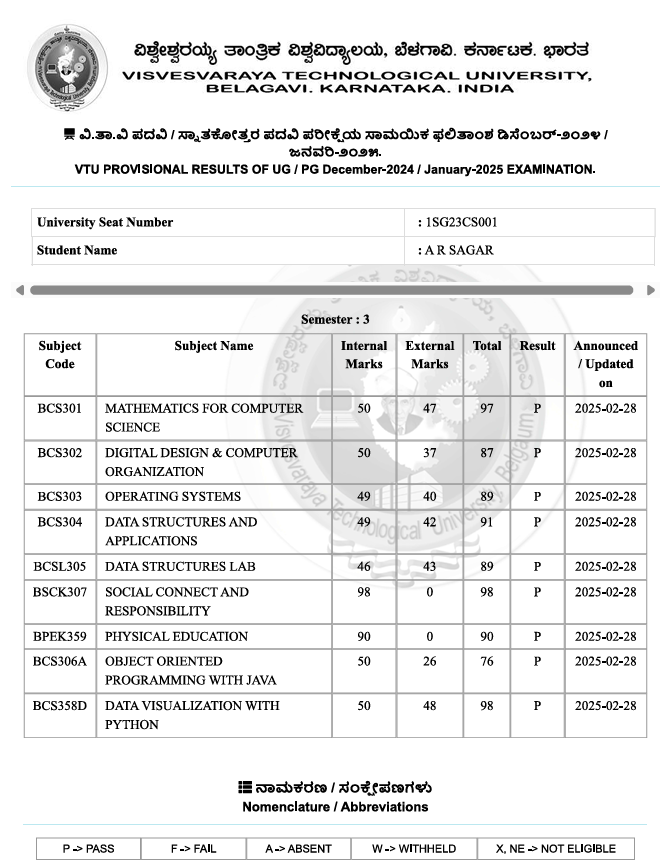 ವಿಶ್ವೇಶ್ವರಯ್ಯ ತಾಂತ್ರಿಕ ವಿಶ್ವವಿದ್ಯಾಲಯ, ಬೆಳಗಾವಿ. ಕರ್ನಾಟಕ. ಭಾರತ
VISVESVARAYA TECHNOLOGICAL UNIVERSITY,
BELAGAVI. KARNATAKA. INDIA
ವಿ.ತಾ.ವಿ ಪದವಿ / ಸ್ನಾತಕೋತ್ತರ ಪದವಿ ಪರೀಕ್ಷೆಯ ಸಾಮಯಿಕ ಫಲಿತಾಂಶ ಡಿಸೆಂಬರ್-೨೦೨೪ /
ಜನವರಿ-೨೦೨೫.
VTU PROVISIONAL RESULTS OF UG / PG December-2024 / January-2025 EXAMINATION.
University Seat Number : 1SG23CS001
Student Name : A R SAGAR
Semester : 3
Subject Code Subject Name Internal Marks External Marks Total Result Announced / Updated on
BCS301 MATHEMATICS FOR COMPUTER SCIENCE 50 47 97 P 2025-02-28
BCS302 DIGITAL DESIGN & COMPUTER ORGANIZATION 50 37 87 P 2025-02-28
BCS303 OPERATING SYSTEMS 49 40 89 P 2025-02-28
BCS304 DATA STRUCTURES AND APPLICATIONS 49 42 91 P 2025-02-28
BCSL305 DATA STRUCTURES LAB 46 43 89 P 2025-02-28
BSCK307 SOCIAL CONNECT AND RESPONSIBILITY 98 0 98 P 2025-02-28
BPEK359 PHYSICAL EDUCATION 90 0 90 P 2025-02-28
BCS306A OBJECT ORIENTED PROGRAMMING WITH JAVA 50 26 76 P 2025-02-28
BCS358D DATA VISUALIZATION WITH PYTHON 50 48 98 P 2025-02-28
Visvesvaraya Technological University, Belgaum
ನಾಮಕರಣ / ಸಂಕ್ಷೇಪಣಗಳು
Nomenclature / Abbreviations
P -> PASS F -> FAIL A -> ABSENT W -> WITHHELD X, NE -> NOT ELIGIBLE